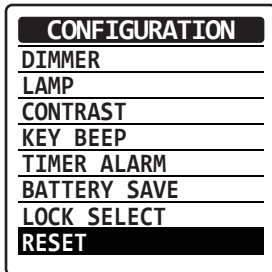 CONFIGURATION
DIMMER
LAMP
CONTRAST
KEY BEEP
TIMER ALARM
BATTERY SAVE
LOCK SELECT
RESET